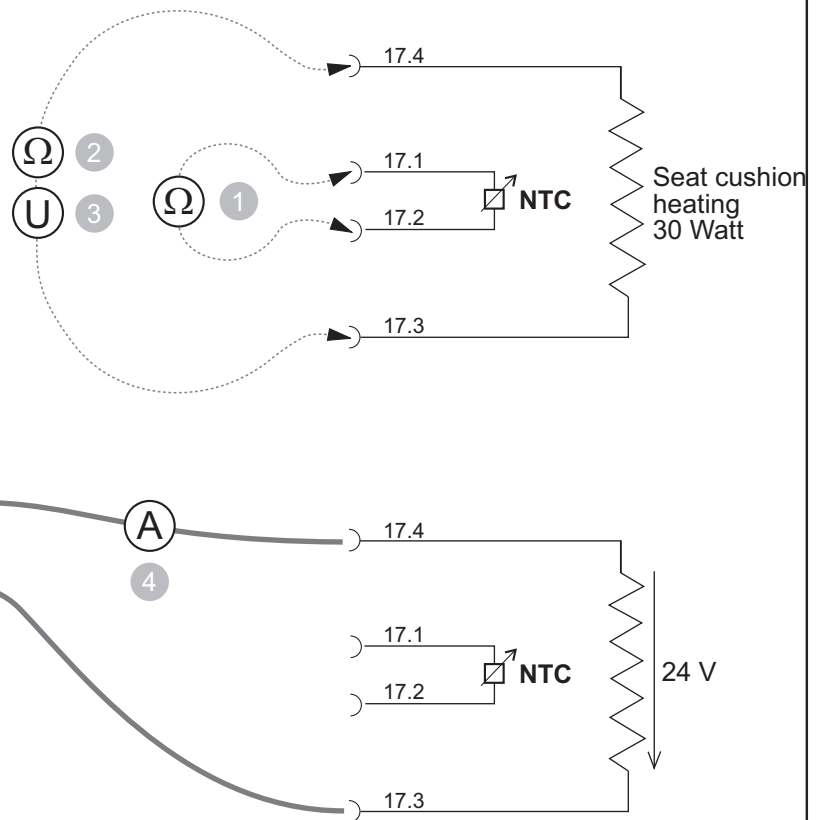 17.4
Ω 2
17.1
Ω 1
Seat cushion
heating
30 Watt
NTC
U 3
17.2
17.3
A
17.4
4
17.1
NTC
24 V
17.2
17.3